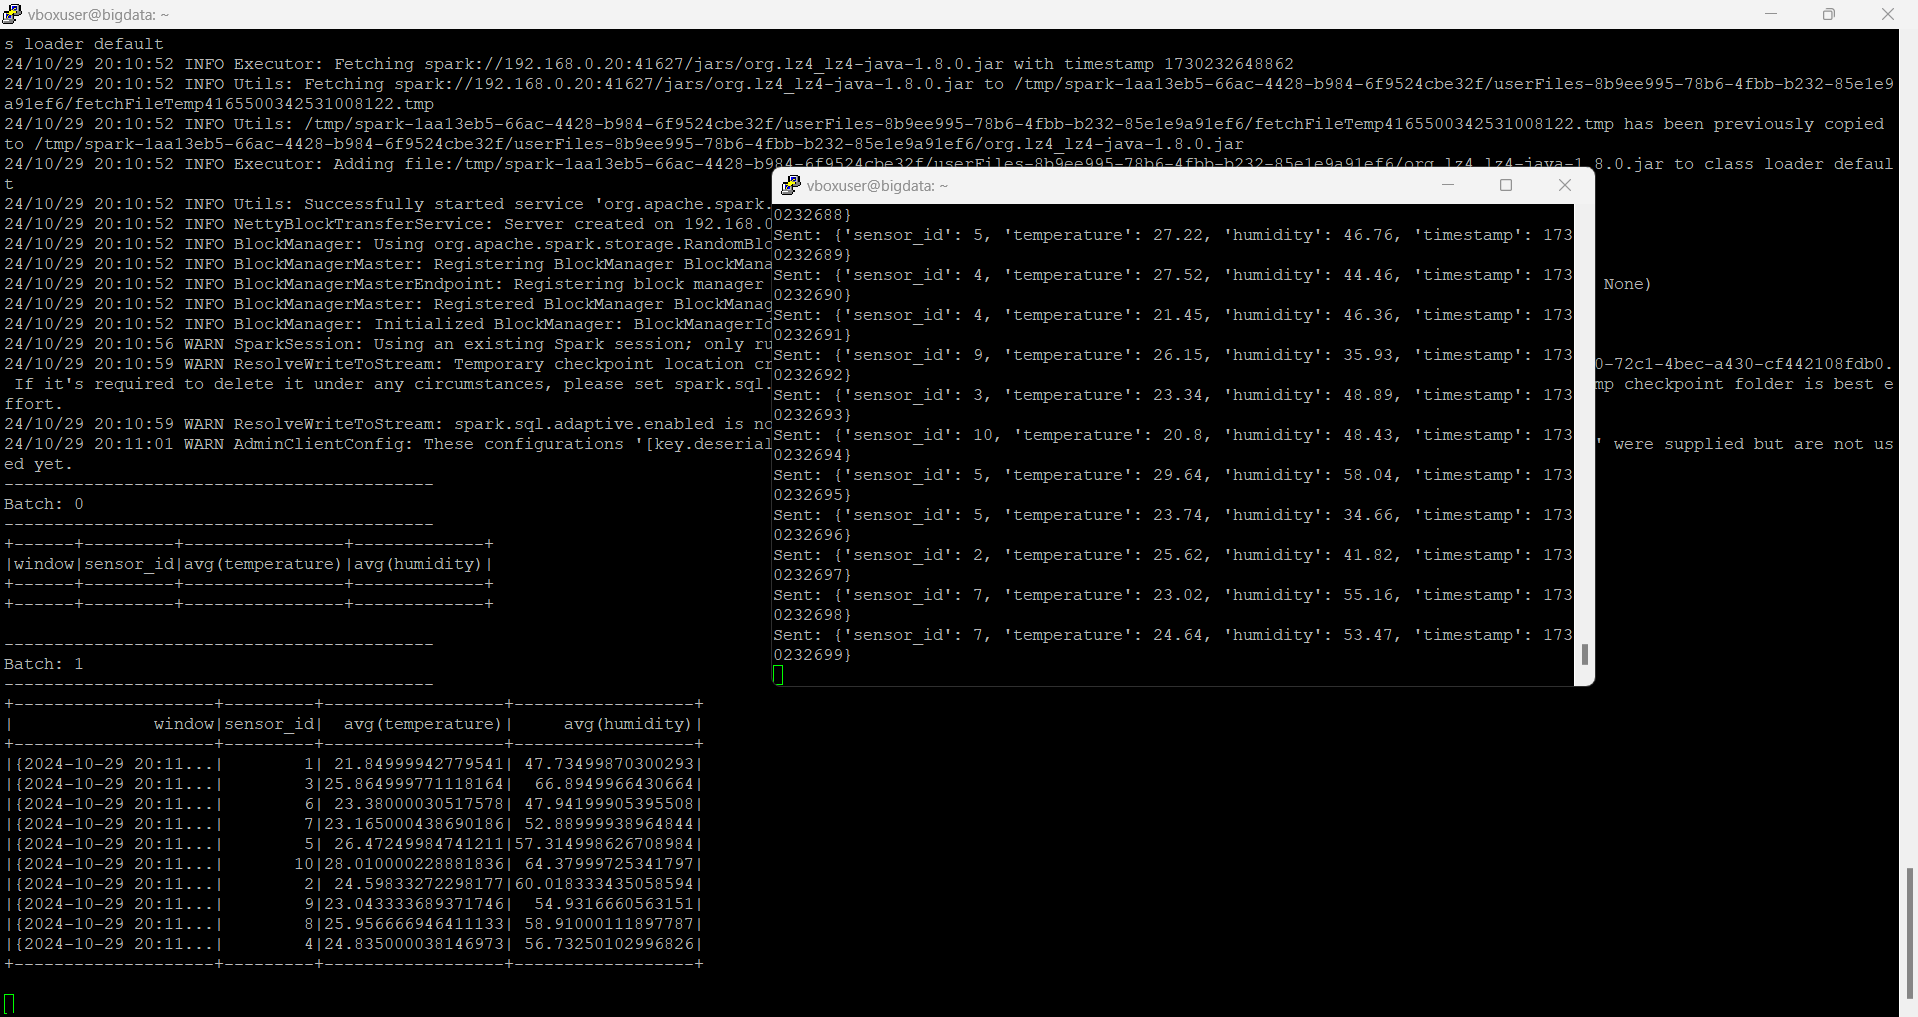 vboxuser@bigdata: ~
s loader default
24/10/29 20:10:52 INFO Executor: Fetching spark://192.168.0.20:41627/jars/org.lz4_lz4-java-1.8.0.jar with timestamp 1730232648862
24/10/29 20:10:52 INFO Utils: Fetching spark://192.168.0.20:41627/jars/org.lz4_lz4-java-1.8.0.jar to /tmp/spark-1aa13eb5-66ac-4428-b984-6f9524cbe32f/userFiles-8b9ee995-78b6-4fbb-b232-85e1e9
a91ef6/fetchFileTemp4165500342531008122.tmp
24/10/29 20:10:52 INFO Utils: /tmp/spark-1aa13eb5-66ac-4428-b984-6f9524cbe32f/userFiles-8b9ee995-78b6-4fbb-b232-85e1e9a91ef6/fetchFileTemp4165500342531008122.tmp has been previously copied
to /tmp/spark-1aa13eb5-66ac-4428-b984-6f9524cbe32f/userFiles-8b9ee995-78b6-4fbb-b232-85e1e9a91ef6/org.lz4_lz4-java-1.8.0.jar
24/10/29 20:10:52 INFO Executor: Adding file:/tmp/spark-1aa13eb5-66ac-4428-b984-6f9524cbe32f/userFiles-8b9ee995-78b6-4fbb-b232-85e1e9a91ef6/org.lz4_lz4-java-1.8.0.jar to class loader defaul
t
24/10/29 20:10:52 INFO Utils: Successfully started service 'org.apache.spark.
24/10/29 20:10:52 INFO NettyBlockTransferService: Server created on 192.168.0
24/10/29 20:10:52 INFO BlockManager: Using org.apache.spark.storage.RandomBlo
24/10/29 20:10:52 INFO BlockManagerMaster: Registering BlockManager BlockMana
24/10/29 20:10:52 INFO BlockManagerMasterEndpoint: Registering block manager None)
24/10/29 20:10:52 INFO BlockManagerMaster: Registered BlockManager BlockManag
24/10/29 20:10:52 INFO BlockManager: Initialized BlockManager: BlockManagerId
24/10/29 20:10:56 WARN SparkSession: Using an existing Spark session; only ru
24/10/29 20:10:59 WARN ResolveWriteToStream: Temporary checkpoint location cr 0-72c1-4bec-a430-cf442108fdb0.
If it's required to delete it under any circumstances, please set spark.sql. mp checkpoint folder is best e
ffort.
24/10/29 20:10:59 WARN ResolveWriteToStream: spark.sql.adaptive.enabled is no
24/10/29 20:11:01 WARN AdminClientConfig: These configurations '[key.deserial ' were supplied but are not us
ed yet.
-------------------------------------------
Batch: 0
-------------------------------------------
+------+---------+----------------+-------------+
|window|sensor_id|avg(temperature)|avg(humidity)|
+------+---------+----------------+-------------+
+------+---------+----------------+-------------+
-------------------------------------------
Batch: 1
-------------------------------------------
+--------------------+---------+------------------+------------------+
|              window|sensor_id|  avg(temperature)|     avg(humidity)|
+--------------------+---------+------------------+------------------+
|{2024-10-29 20:11...|        1| 21.84999942779541| 47.73499870300293|
|{2024-10-29 20:11...|        3|25.864999771118164|  66.8949966430664|
|{2024-10-29 20:11...|        6| 23.38000030517578| 47.94199905395508|
|{2024-10-29 20:11...|        7|23.165000438690186| 52.88999938964844|
|{2024-10-29 20:11...|        5| 26.47249984741211|57.314998626708984|
|{2024-10-29 20:11...|       10|28.010000228881836| 64.37999725341797|
|{2024-10-29 20:11...|        2| 24.59833272298177|60.018333435058594|
|{2024-10-29 20:11...|        9|23.043333689371746|  54.9316660563151|
|{2024-10-29 20:11...|        8|25.956666946411133| 58.91000111897787|
|{2024-10-29 20:11...|        4|24.835000038146973| 56.73250102996826|
+--------------------+---------+------------------+------------------+
vboxuser@bigdata: ~
0232688}
Sent: {'sensor_id': 5, 'temperature': 27.22, 'humidity': 46.76, 'timestamp': 173
0232689}
Sent: {'sensor_id': 4, 'temperature': 27.52, 'humidity': 44.46, 'timestamp': 173
0232690}
Sent: {'sensor_id': 4, 'temperature': 21.45, 'humidity': 46.36, 'timestamp': 173
0232691}
Sent: {'sensor_id': 9, 'temperature': 26.15, 'humidity': 35.93, 'timestamp': 173
0232692}
Sent: {'sensor_id': 3, 'temperature': 23.34, 'humidity': 48.89, 'timestamp': 173
0232693}
Sent: {'sensor_id': 10, 'temperature': 20.8, 'humidity': 48.43, 'timestamp': 173
0232694}
Sent: {'sensor_id': 5, 'temperature': 29.64, 'humidity': 58.04, 'timestamp': 173
0232695}
Sent: {'sensor_id': 5, 'temperature': 23.74, 'humidity': 34.66, 'timestamp': 173
0232696}
Sent: {'sensor_id': 2, 'temperature': 25.62, 'humidity': 41.82, 'timestamp': 173
0232697}
Sent: {'sensor_id': 7, 'temperature': 23.02, 'humidity': 55.16, 'timestamp': 173
0232698}
Sent: {'sensor_id': 7, 'temperature': 24.64, 'humidity': 53.47, 'timestamp': 173
0232699}